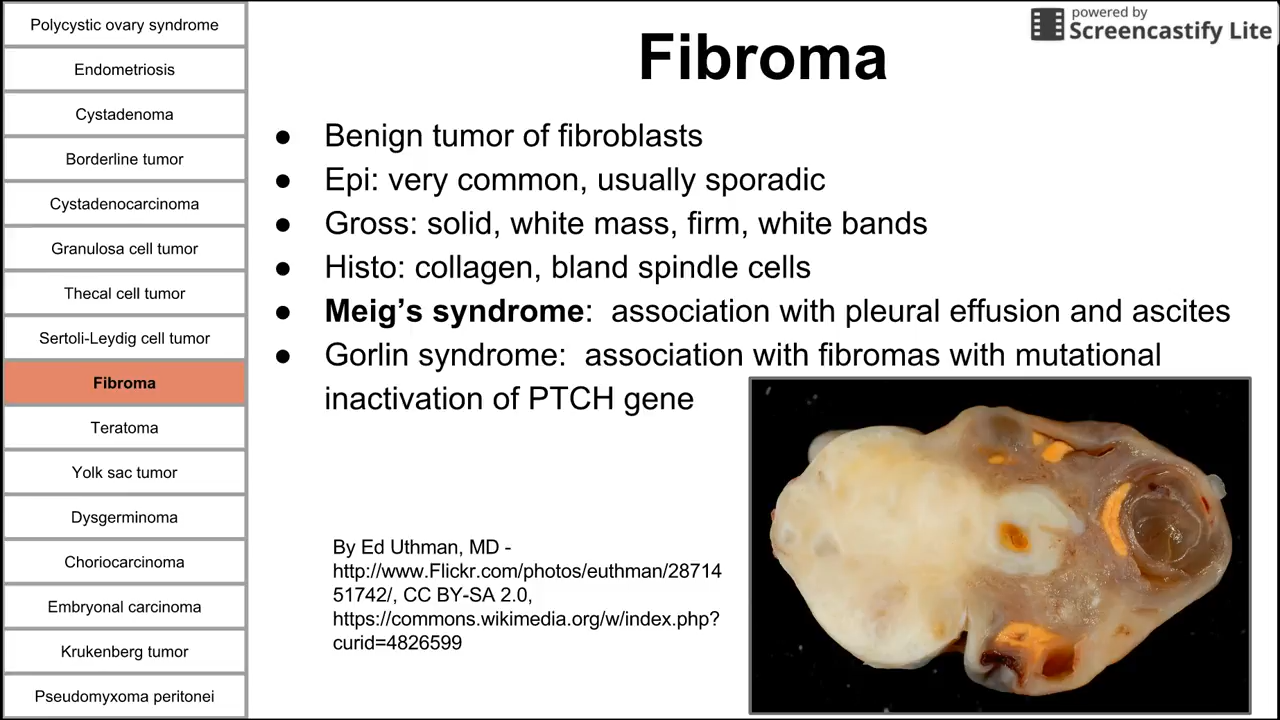 Polycystic ovary syndrome
Endometriosis
Cystadenoma
Borderline tumor
Cystadenocarcinoma
Granulosa cell tumor
Thecal cell tumor
Sertoli-Leydig cell tumor
Fibroma
Teratoma
Yolk sac tumor
Dysgerminoma
Choriocarcinoma
Embryonal carcinoma
Krukenberg tumor
Pseudomyxoma peritonei
powered by
Screencastify Lite
Fibroma
● Benign tumor of fibroblasts
● Epi: very common, usually sporadic
● Gross: solid, white mass, firm, white bands
● Histo: collagen, bland spindle cells
● Meig’s syndrome: association with pleural effusion and ascites
● Gorlin syndrome: association with fibromas with mutational
inactivation of PTCH gene
By Ed Uthman, MD -
http://www.Flickr.com/photos/euthman/28714
51742/, CC BY-SA 2.0,
https://commons.wikimedia.org/w/index.php?
curid=4826599